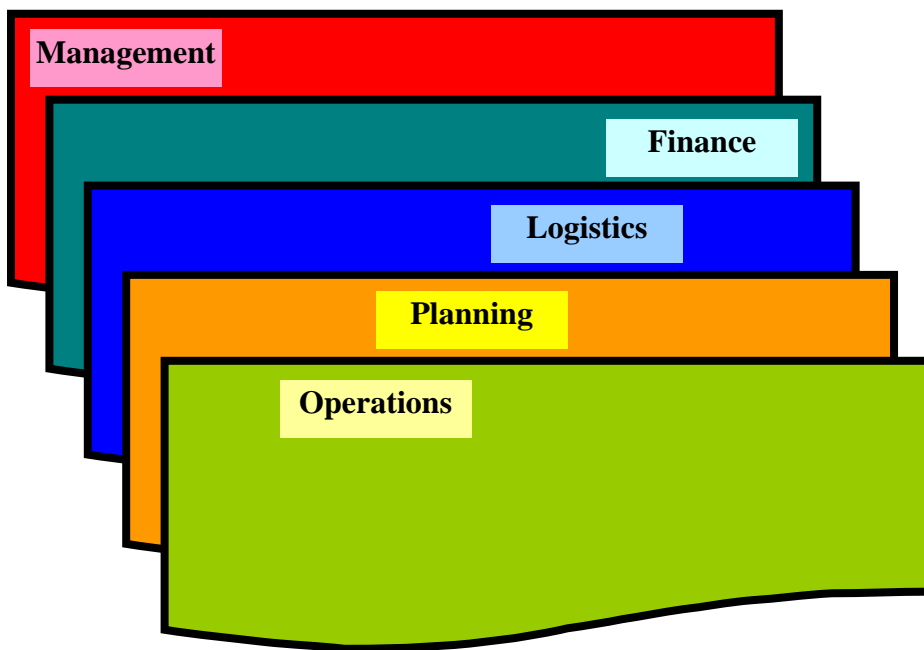 Management
Finance
Logistics
Planning
Operations